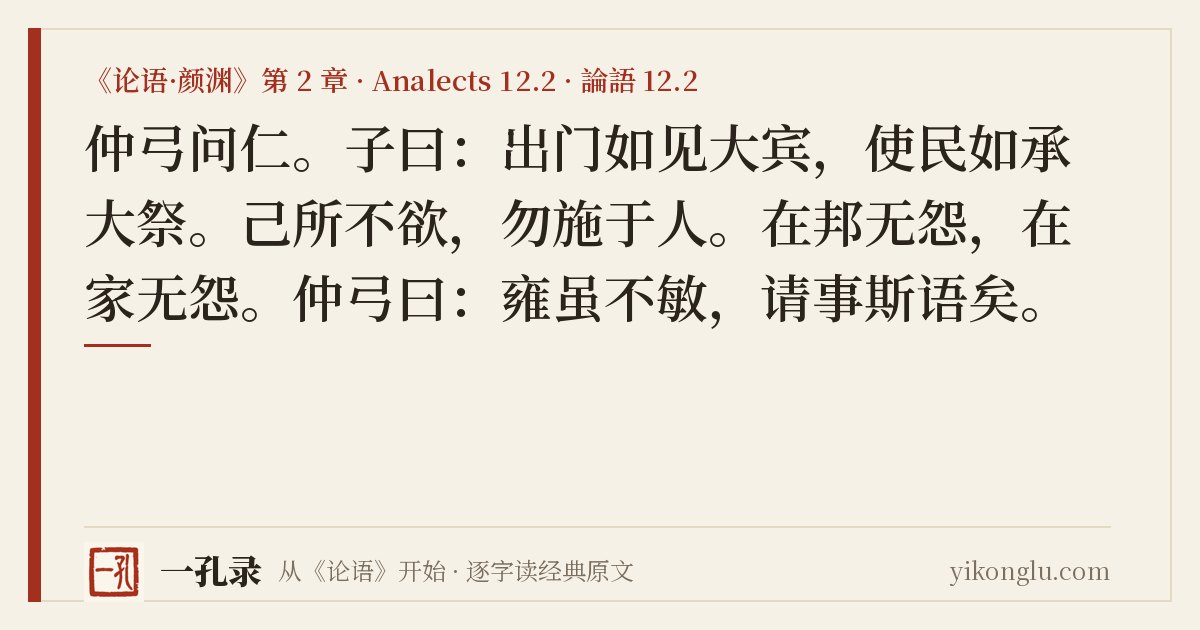 《论语·颜渊》第 2 章 · Analects 12.2 · 論語 12.2
仲弓问仁。子曰：出门如见大宾，使民如承
大祭。己所不欲，勿施于人。在邦无怨，在
家无怨。仲弓曰：雍虽不敏，请事斯语矣。
一孔
一孔录 从《论语》开始 · 逐字读经典原文 yikonglu.com